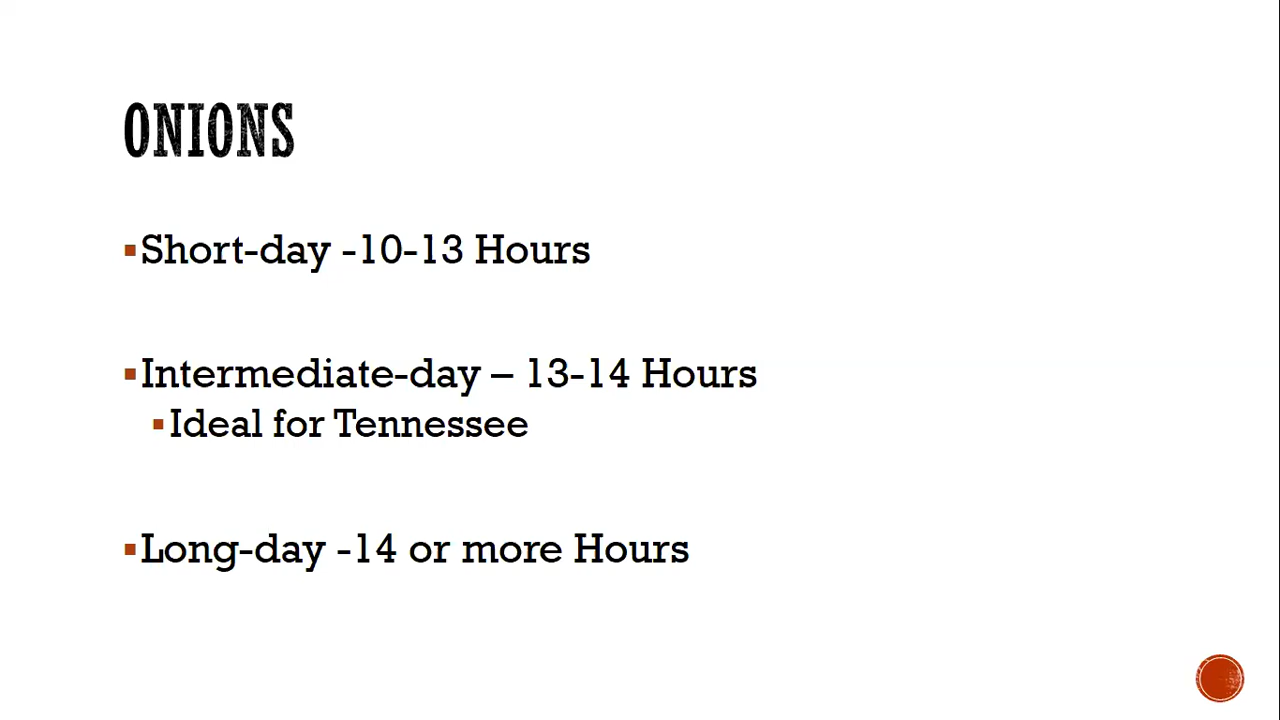 ONIONS
▪Short-day -10-13 Hours
▪Intermediate-day – 13-14 Hours
▪Ideal for Tennessee
▪Long-day -14 or more Hours